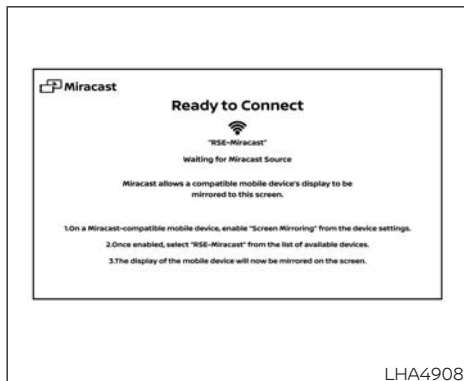 Miracast
Ready to Connect
"RSE-Miracast"
Waiting for Miracast Source
Miracast allows a compatible mobile device's display to be
mirrored to this screen.
1.On a Miracast-compatible mobile device, enable "Screen Mirroring" from the device settings.
2.Once enabled, select "RSE-Miracast" from the list of available devices.
3.The display of the mobile device will now be mirrored on the screen.
LHA4908